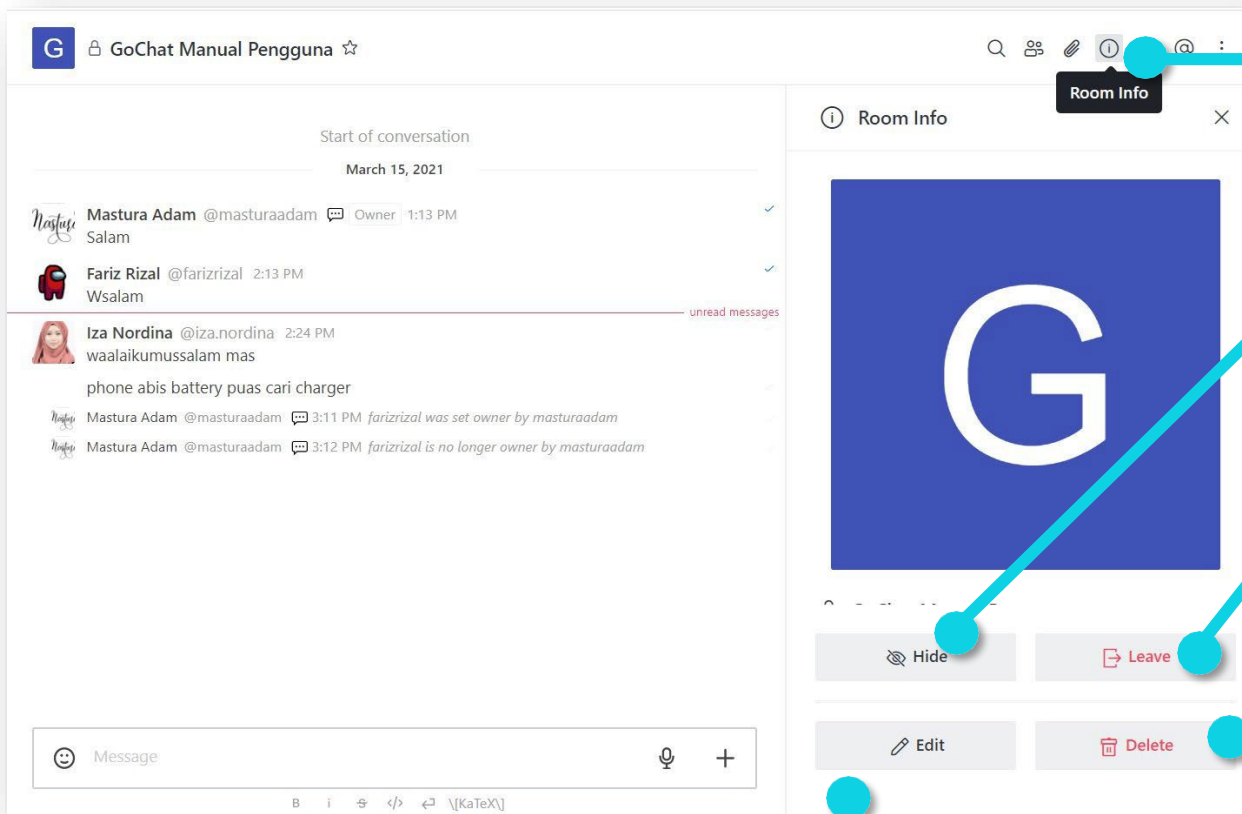 G GoChat Manual Pengguna
@
Room Info
Room Info
Start of conversation
March 15, 2021
Mastura Adam @masturaadam Owner 1:13 PM
Salam
Fariz Rizal @farizrizal 2:13 PM
Wsalam
unread messages
Iza Nordina @iza.nordina 2:24 PM
waalaikumussalam mas
phone abis battery puas cari charger
Mastura Adam @masturaadam 3:11 PM farizrizal was set owner by masturaadam
Mastura Adam @masturaadam 3:12 PM farizrizal is no longer owner by masturaadam
Message
B i S </> \[KaTeX\]
G
Hide
Leave
Edit
Delete